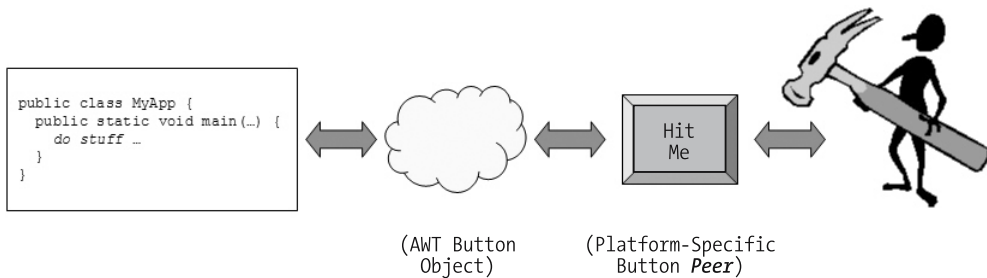 public class MyApp {
public static void main(…) {
do stuff …
}
}
Hit
Me
(AWT Button
Object)
(Platform-Specific
Button Peer)